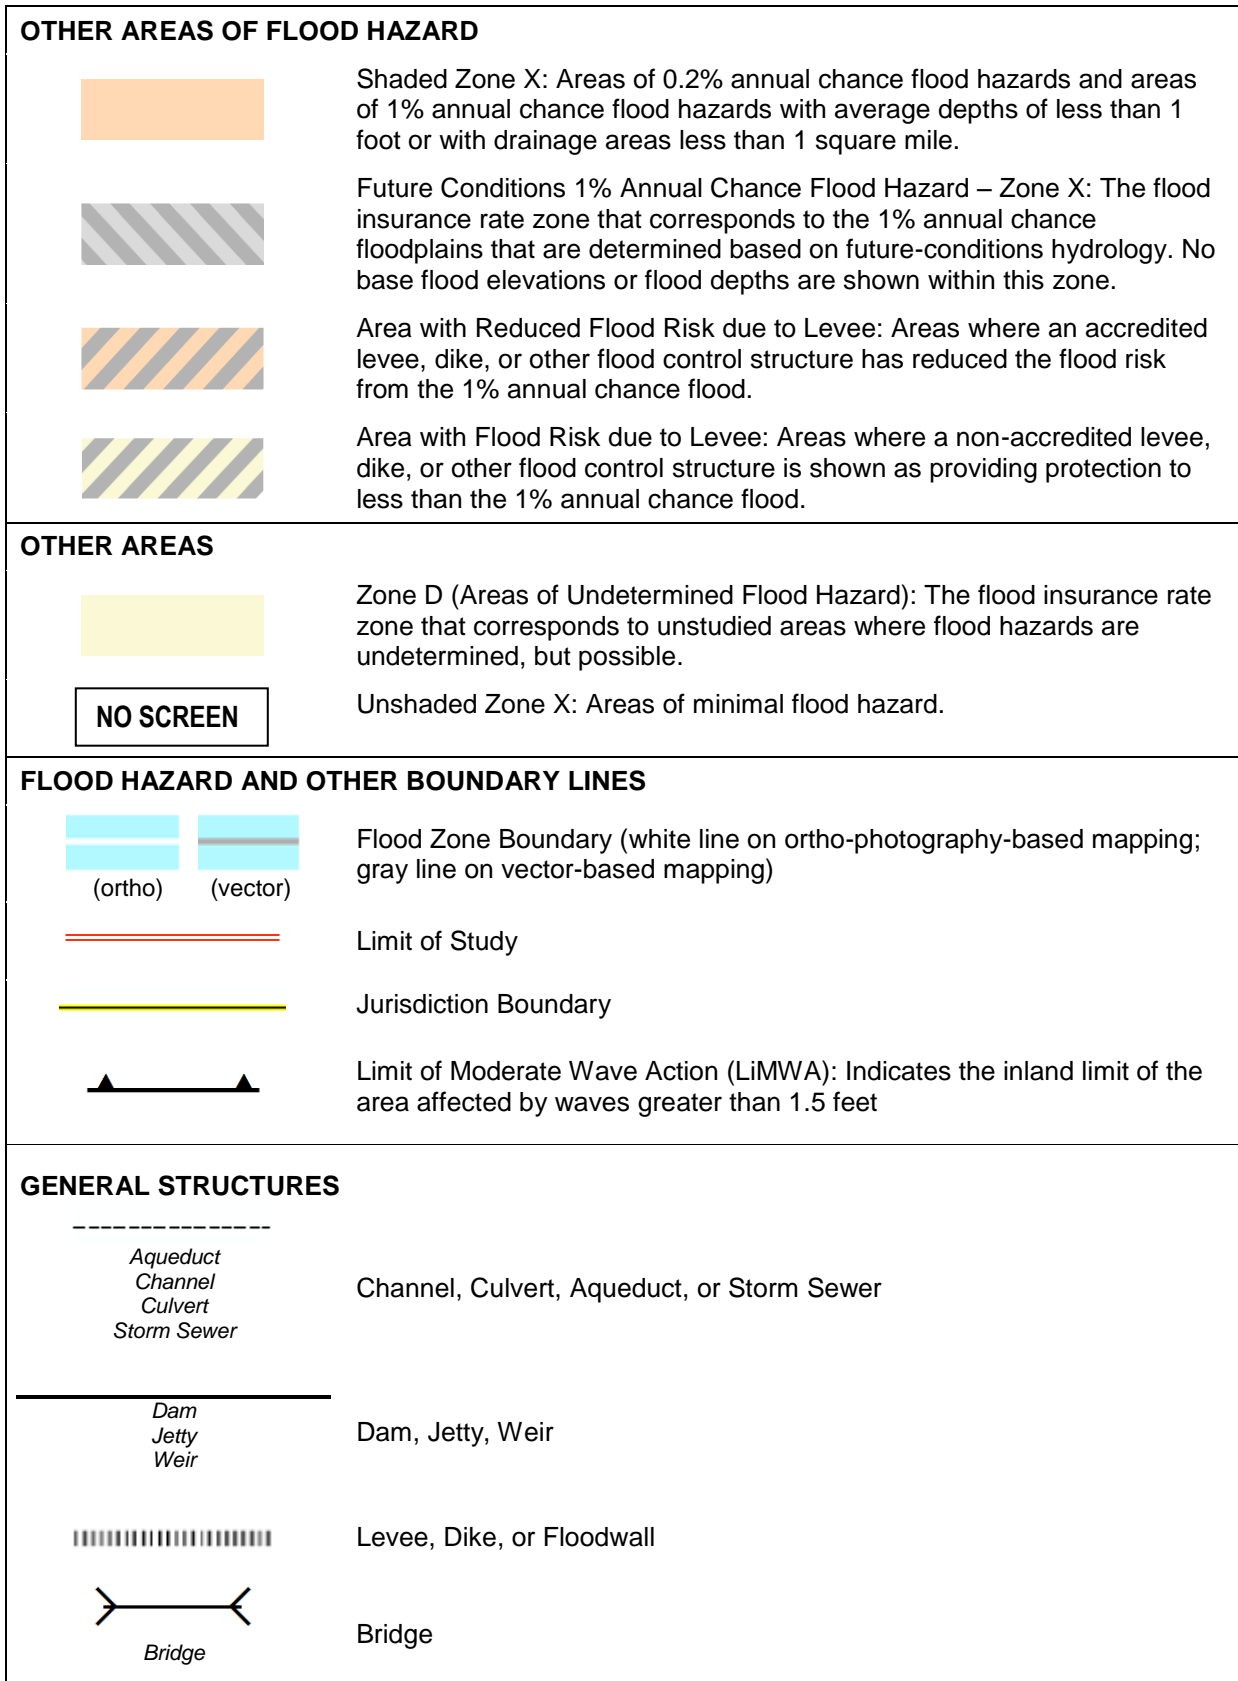 OTHER AREAS OF FLOOD HAZARD
Shaded Zone X: Areas of 0.2% annual chance flood hazards and areas
of 1% annual chance flood hazards with average depths of less than 1
foot or with drainage areas less than 1 square mile.
Future Conditions 1% Annual Chance Flood Hazard – Zone X: The flood
insurance rate zone that corresponds to the 1% annual chance
floodplains that are determined based on future-conditions hydrology. No
base flood elevations or flood depths are shown within this zone.
Area with Reduced Flood Risk due to Levee: Areas where an accredited
levee, dike, or other flood control structure has reduced the flood risk
from the 1% annual chance flood.
Area with Flood Risk due to Levee: Areas where a non-accredited levee,
dike, or other flood control structure is shown as providing protection to
less than the 1% annual chance flood.
OTHER AREAS
Zone D (Areas of Undetermined Flood Hazard): The flood insurance rate
zone that corresponds to unstudied areas where flood hazards are
undetermined, but possible.
NO SCREEN
Unshaded Zone X: Areas of minimal flood hazard.
FLOOD HAZARD AND OTHER BOUNDARY LINES
(ortho) (vector)
Flood Zone Boundary (white line on ortho-photography-based mapping;
gray line on vector-based mapping)
Limit of Study
Jurisdiction Boundary
Limit of Moderate Wave Action (LiMWA): Indicates the inland limit of the
area affected by waves greater than 1.5 feet
GENERAL STRUCTURES
Aqueduct
Channel
Culvert
Storm Sewer
Channel, Culvert, Aqueduct, or Storm Sewer
Dam
Jetty
Weir
Dam, Jetty, Weir
Levee, Dike, or Floodwall
Bridge
Bridge